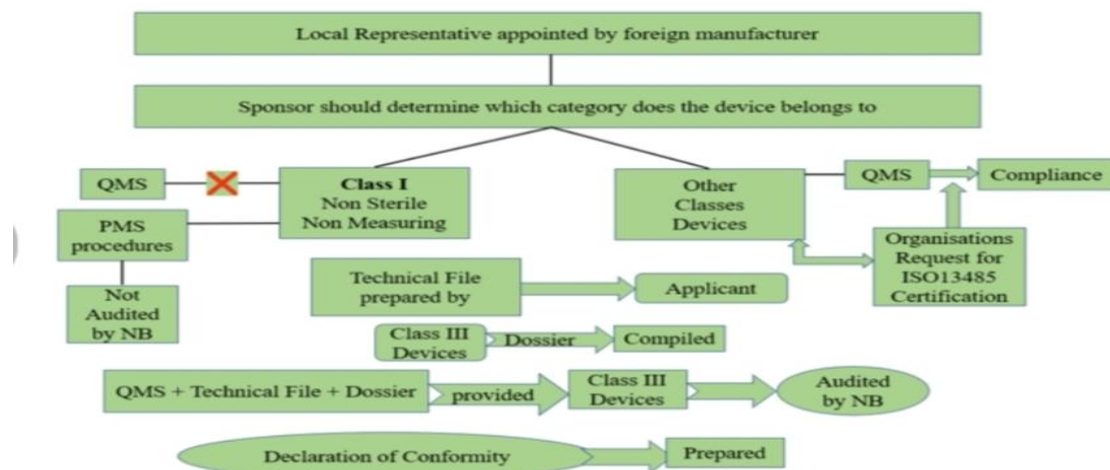 Local Representative appointed by foreign manufacturer
Sponsor should determine which category does the device belongs to
QMS
Class I
Non Sterile
Non Measuring
Other
Classes
Devices
QMS
Compliance
PMS
procedures
Not
Audited
by NB
Organisations
Request for
ISO13485
Certification
Technical File
prepared by
Applicant
Class III
Devices
Dossier
Compiled
QMS + Technical File + Dossier
provided
Class III
Devices
Audited
by NB
Declaration of Conformity
Prepared